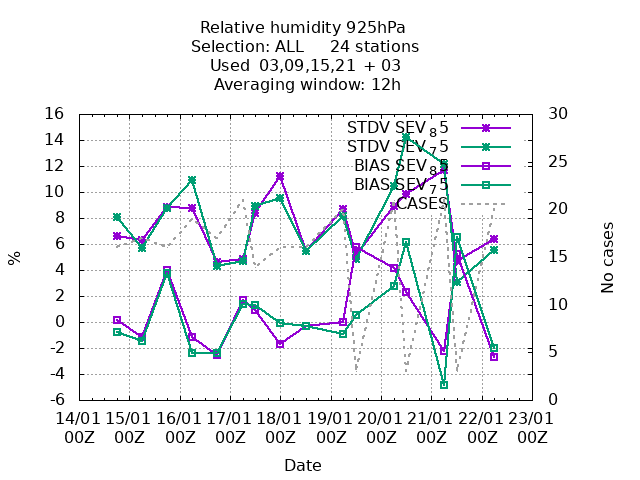 Relative humidity 925hPa
Selection: ALL     24 stations
Used  03,09,15,21 + 03
Averaging window: 12h
16
14
12
10
8
6
4
2
0
-2
-4
-6
30
25
20
15
10
5
0
%
No cases
STDV SEV 8 5
STDV SEV 7 5
BIAS SEV 8 5
BIAS SEV 7 5
CASES
14/01 15/01 16/01 17/01 18/01 19/01 20/01 21/01 22/01 23/01
00Z 00Z 00Z 00Z 00Z 00Z 00Z 00Z 00Z 00Z
Date